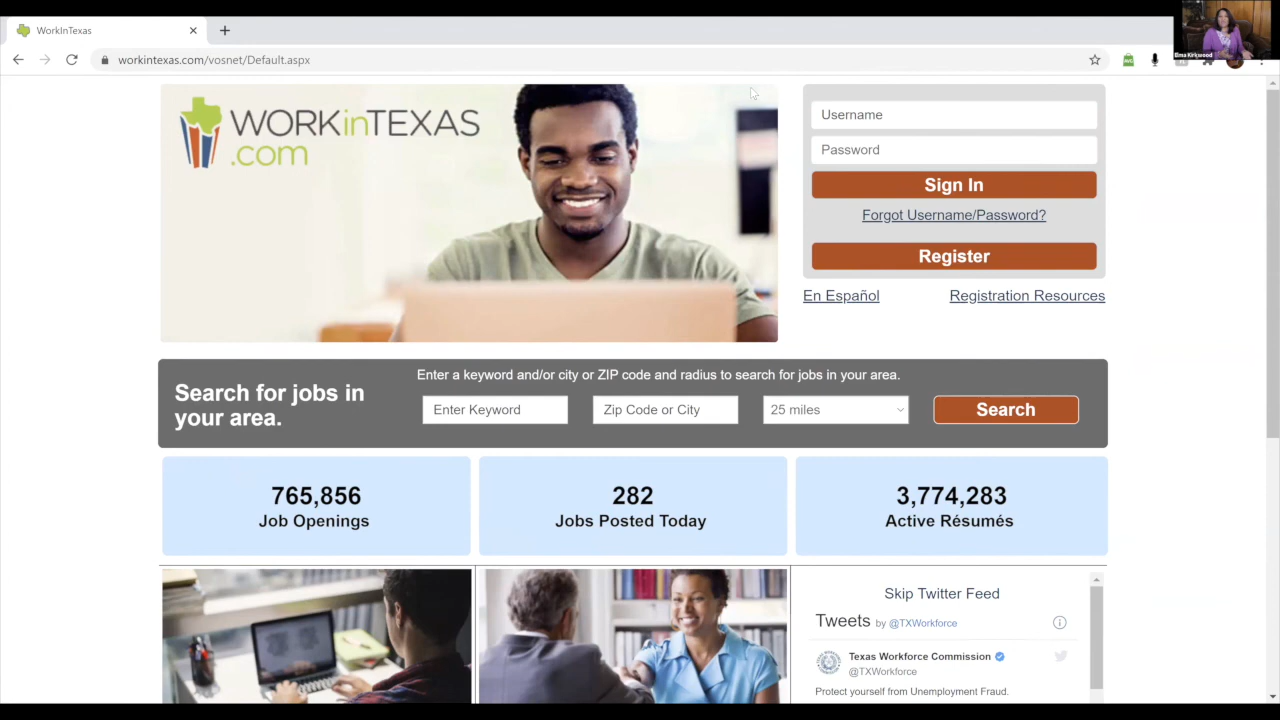 WorkInTexas
workintexas.com/vosnet/Default.aspx
WORKinTEXAS
.com
Username
Password
Sign In
Forgot Username/Password?
Register
En Español
Registration Resources
Search for jobs in
your area.
Enter a keyword and/or city or ZIP code and radius to search for jobs in your area.
Enter Keyword
Zip Code or City
25 miles
Search
765,856
Job Openings
282
Jobs Posted Today
3,774,283
Active Résumés
Skip Twitter Feed
Tweets by @TXWorkforce
Texas Workforce Commission
@TXWorkforce
Protect yourself from Unemployment Fraud.